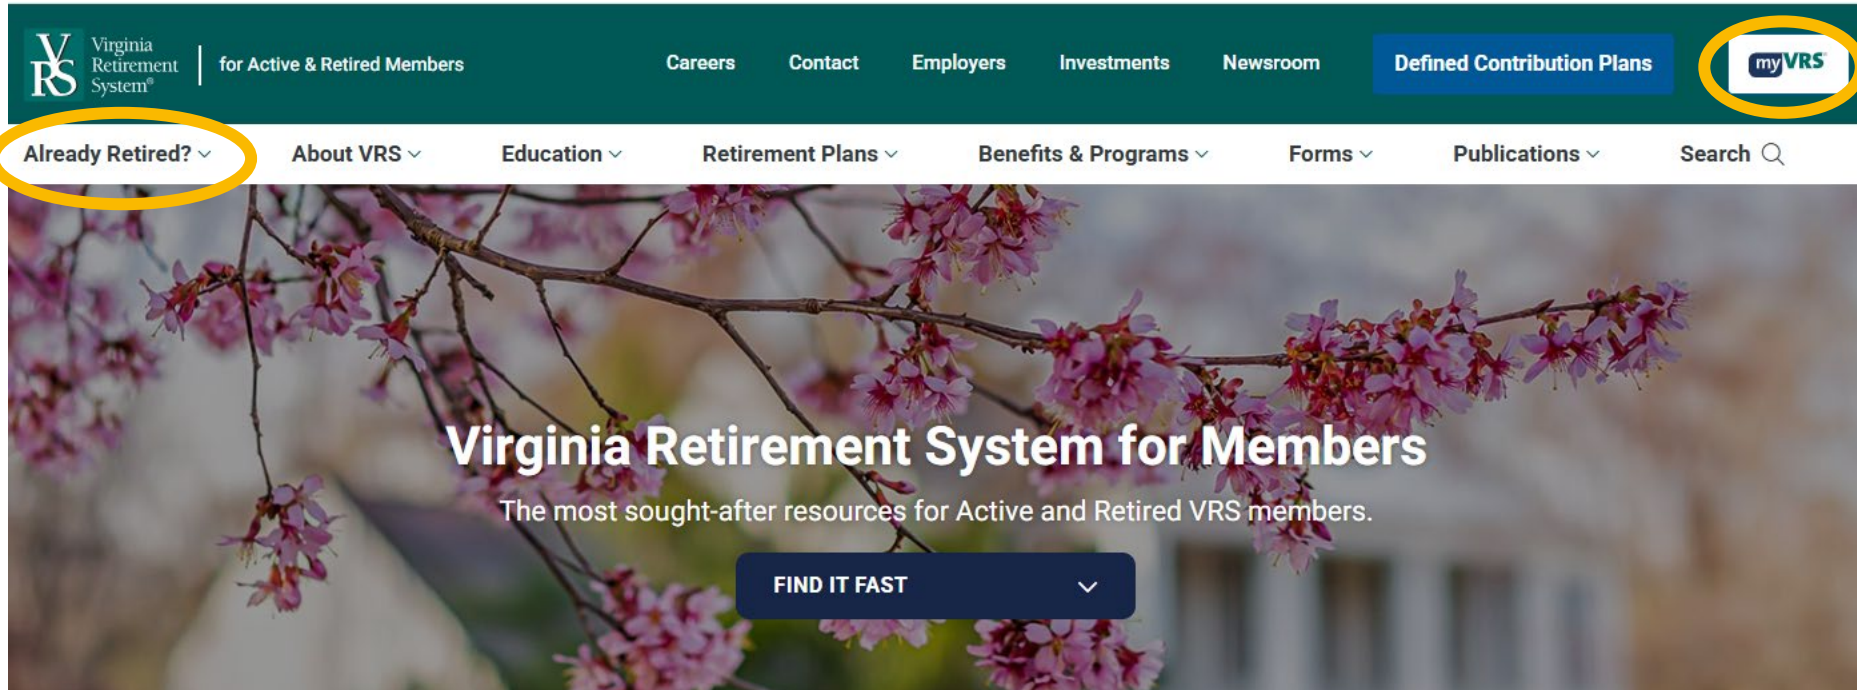 VRS
Virginia
Retirement
System®
for Active & Retired Members
Careers
Contact
Employers
Investments
Newsroom
Defined Contribution Plans
myVRS
Already Retired?
About VRS
Education
Retirement Plans
Benefits & Programs
Forms
Publications
Search
Virginia Retirement System for Members
The most sought-after resources for Active and Retired VRS members.
FIND IT FAST